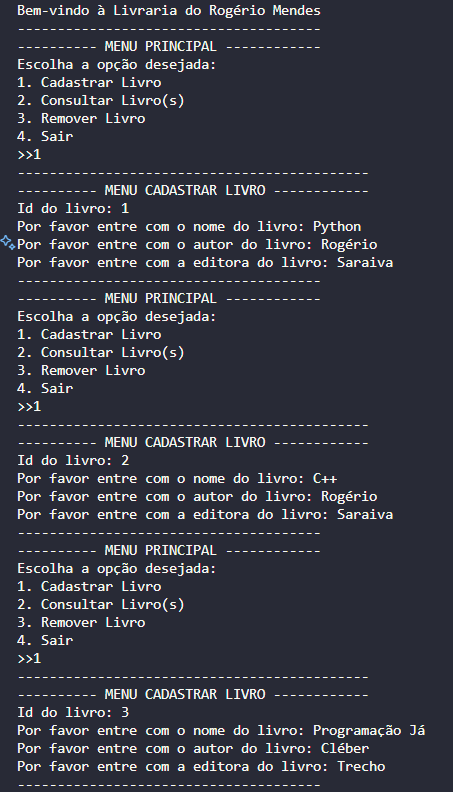 Bem-vindo à Livraria do Rogério Mendes
--------------------------------------
---------- MENU PRINCIPAL ------------
Escolha a opção desejada:
1. Cadastrar Livro
2. Consultar Livro(s)
3. Remover Livro
4. Sair
>>1
--------------------------------------------
---------- MENU CADASTRAR LIVRO ------------
Id do livro: 1
Por favor entre com o nome do livro: Python
Por favor entre com o autor do livro: Rogério
Por favor entre com a editora do livro: Saraiva
--------------------------------------
---------- MENU PRINCIPAL ------------
Escolha a opção desejada:
1. Cadastrar Livro
2. Consultar Livro(s)
3. Remover Livro
4. Sair
>>1
--------------------------------------------
---------- MENU CADASTRAR LIVRO ------------
Id do livro: 2
Por favor entre com o nome do livro: C++
Por favor entre com o autor do livro: Rogério
Por favor entre com a editora do livro: Saraiva
--------------------------------------
---------- MENU PRINCIPAL ------------
Escolha a opção desejada:
1. Cadastrar Livro
2. Consultar Livro(s)
3. Remover Livro
4. Sair
>>1
--------------------------------------------
---------- MENU CADASTRAR LIVRO ------------
Id do livro: 3
Por favor entre com o nome do livro: Programação Já
Por favor entre com o autor do livro: Cléber
Por favor entre com a editora do livro: Trecho
--------------------------------------